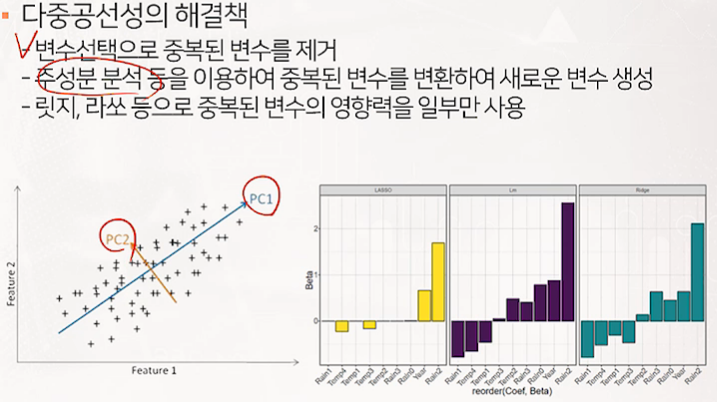 다중공선성의 해결책
- 변수선택으로 중복된 변수를 제거
- 주성분 분석 등을 이용하여 중복된 변수를 변환하여 새로운 변수 생성
- 릿지, 라쏘 등으로 중복된 변수의 영향력을 일부만 사용
PC1
PC2
Feature 2
Feature 1
LASSO
Lm
Ridge
Beta
2
1
0
Rain1 Temp4 Temp1 Temp3 Temp2 Rain3 Rain0 Year Rain2
Rain1 Temp4 Temp1 Temp3 Temp2 Rain3 Rain0 Year Rain2
Rain1 Temp4 Temp1 Temp3 Temp2 Rain3 Rain0 Year Rain2
reorder(Coef, Beta)